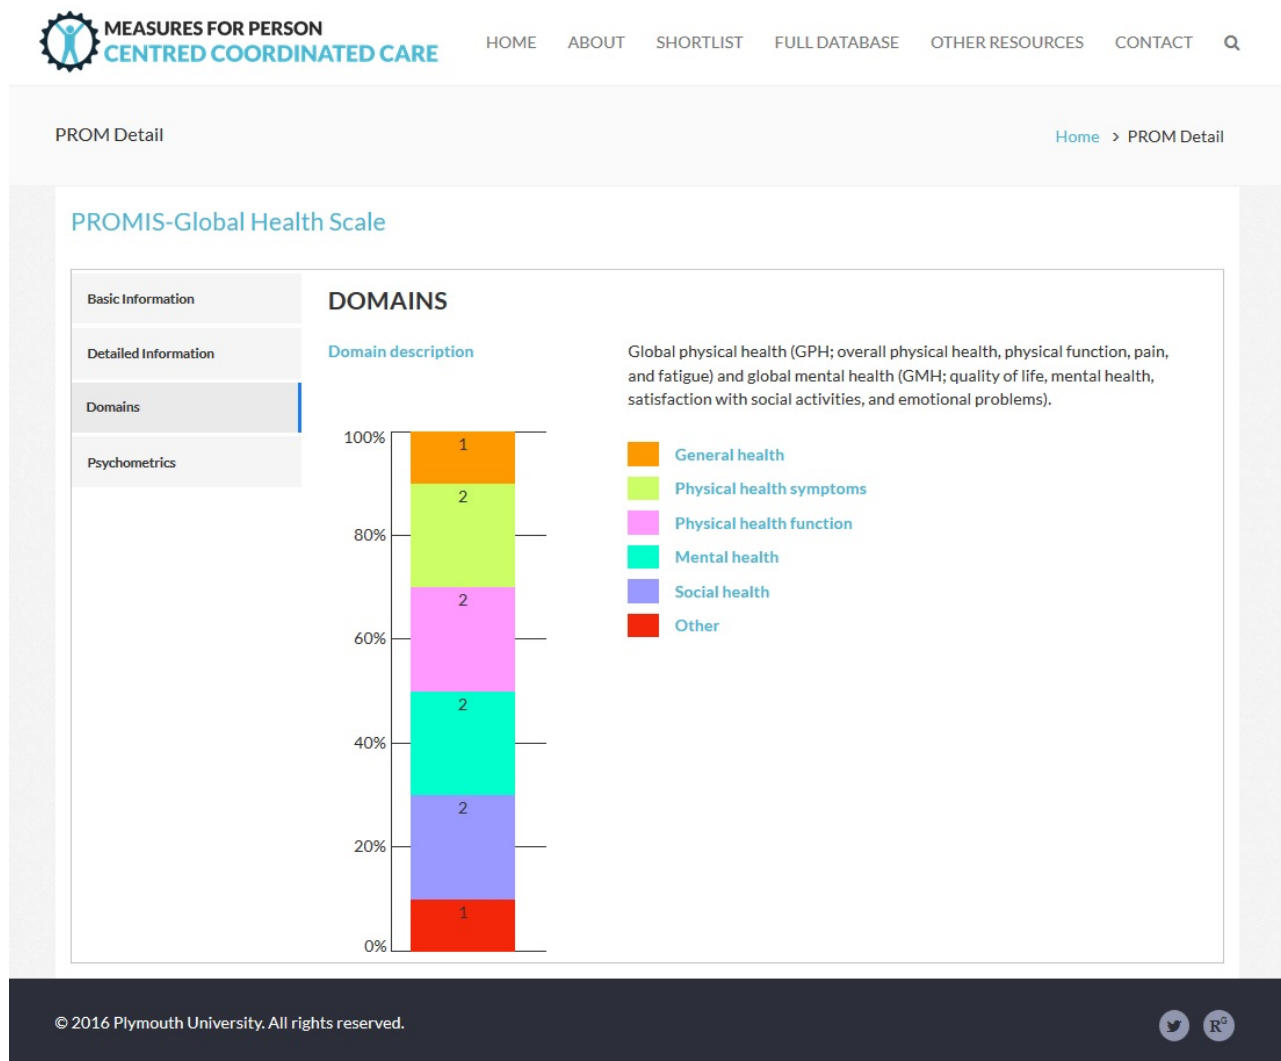 MEASURES FOR PERSON
CENTRED COORDINATED CARE
HOME ABOUT SHORTLIST FULL DATABASE OTHER RESOURCES CONTACT
PROM Detail
Home > PROM Detail
PROMIS-Global Health Scale
Basic Information
Detailed Information
Domains
Psychometrics
DOMAINS
Domain description
Global physical health (GPH; overall physical health, physical function, pain,
and fatigue) and global mental health (GMH; quality of life, mental health,
satisfaction with social activities, and emotional problems).
100%
80%
60%
40%
20%
0%
1
2
2
2
2
1
General health
Physical health symptoms
Physical health function
Mental health
Social health
Other
© 2016 Plymouth University. All rights reserved.
RG